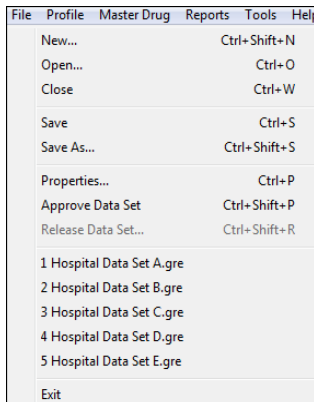 File Profile Master Drug Reports Tools Help
New... Ctrl+Shift+N
Open... Ctrl+O
Close Ctrl+W
Save Ctrl+S
Save As... Ctrl+Shift+S
Properties... Ctrl+P
Approve Data Set Ctrl+Shift+P
Release Data Set... Ctrl+Shift+R
1 Hospital Data Set A.gre
2 Hospital Data Set B.gre
3 Hospital Data Set C.gre
4 Hospital Data Set D.gre
5 Hospital Data Set E.gre
Exit